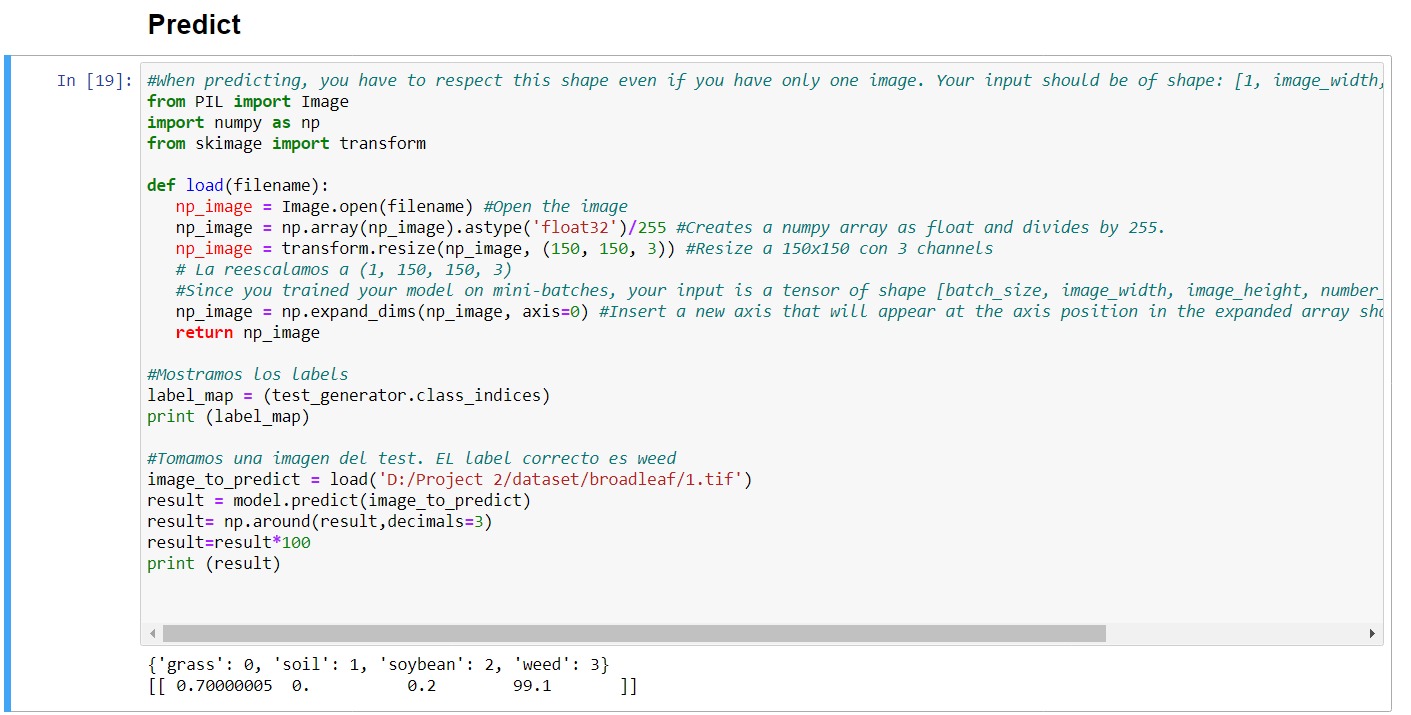 Predict
In [19]:
#When predicting, you have to respect this shape even if you have only one image. Your input should be of shape: [1, image_width,
from PIL import Image
import numpy as np
from skimage import transform
def load(filename):
np_image = Image.open(filename) #Open the image
np_image = np.array(np_image).astype('float32')/255 #Creates a numpy array as float and divides by 255.
np_image = transform.resize(np_image, (150, 150, 3)) #Resize a 150x150 con 3 channels
# La reescalamos a (1, 150, 150, 3)
#Since you trained your model on mini-batches, your input is a tensor of shape [batch_size, image_width, image_height, number_
np_image = np.expand_dims(np_image, axis=0) #Insert a new axis that will appear at the axis position in the expanded array
return np_image
#Mostramos los labels
label_map = (test_generator.class_indices)
print (label_map)
#Tomamos una imagen del test. EL label correcto es weed
image_to_predict = load('D:/Project 2/dataset/broadleaf/1.tif')
result = model.predict(image_to_predict)
result= np.around(result,decimals=3)
result=result*100
print (result)
{'grass': 0, 'soil': 1, 'soybean': 2, 'weed': 3}
[[ 0.70000005 0. 0.2 99.1 ]]